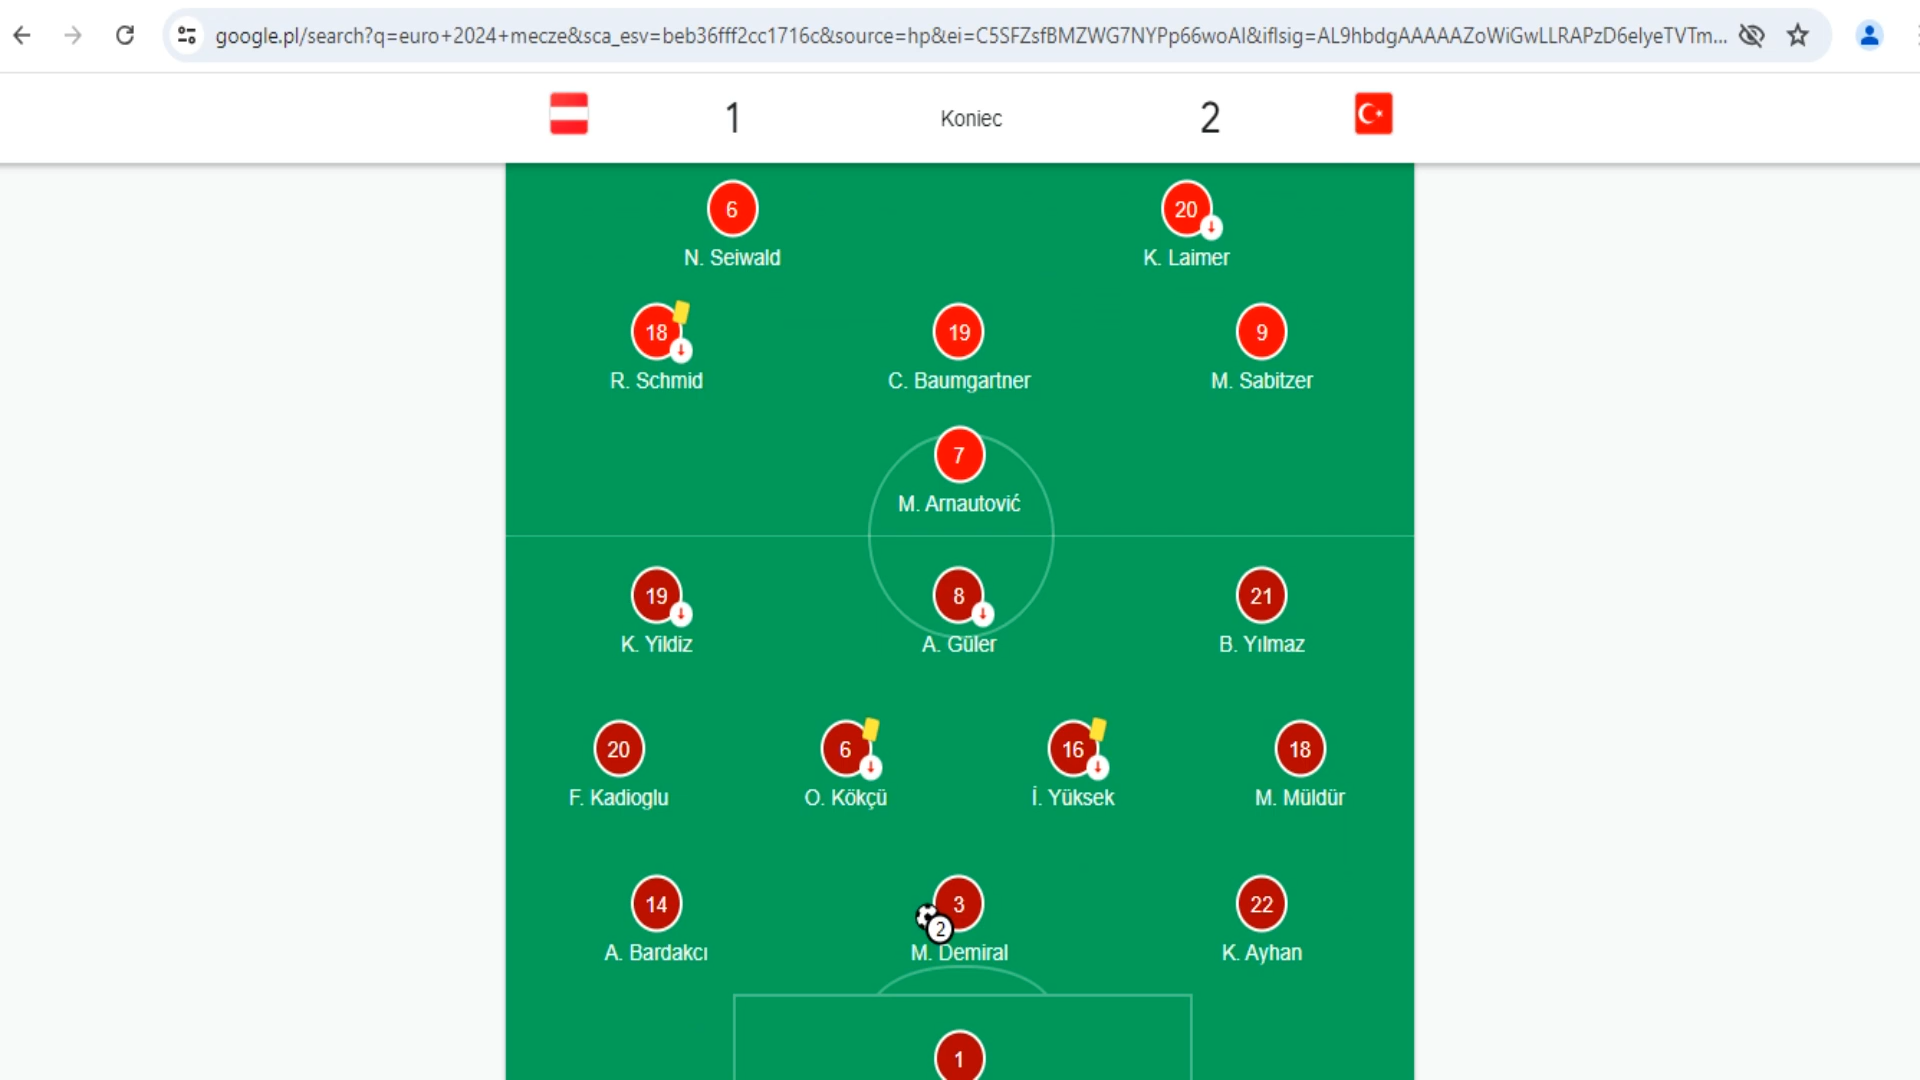 google.pl/search?q=euro+2024+mecze&sca_esv=beb36fff2cc1716c&source=hp&ei=C5SFZsfBMZWG7NYPp66woAI&iflsig=AL9hbdgAAAAAZoWiGwLLRAPzD6elyeTVTm...
1 Koniec 2
6 20
N. Seiwald K. Laimer
18 19 9
R. Schmid C. Baumgartner M. Sabitzer
7
M. Arnautović
19 8 21
K. Yildiz A. Güler B. Yılmaz
20 6 16 18
F. Kadioglu O. Kökçü İ. Yüksek M. Müldür
14 3 22
2
A. Bardakcı M. Demiral K. Ayhan
1